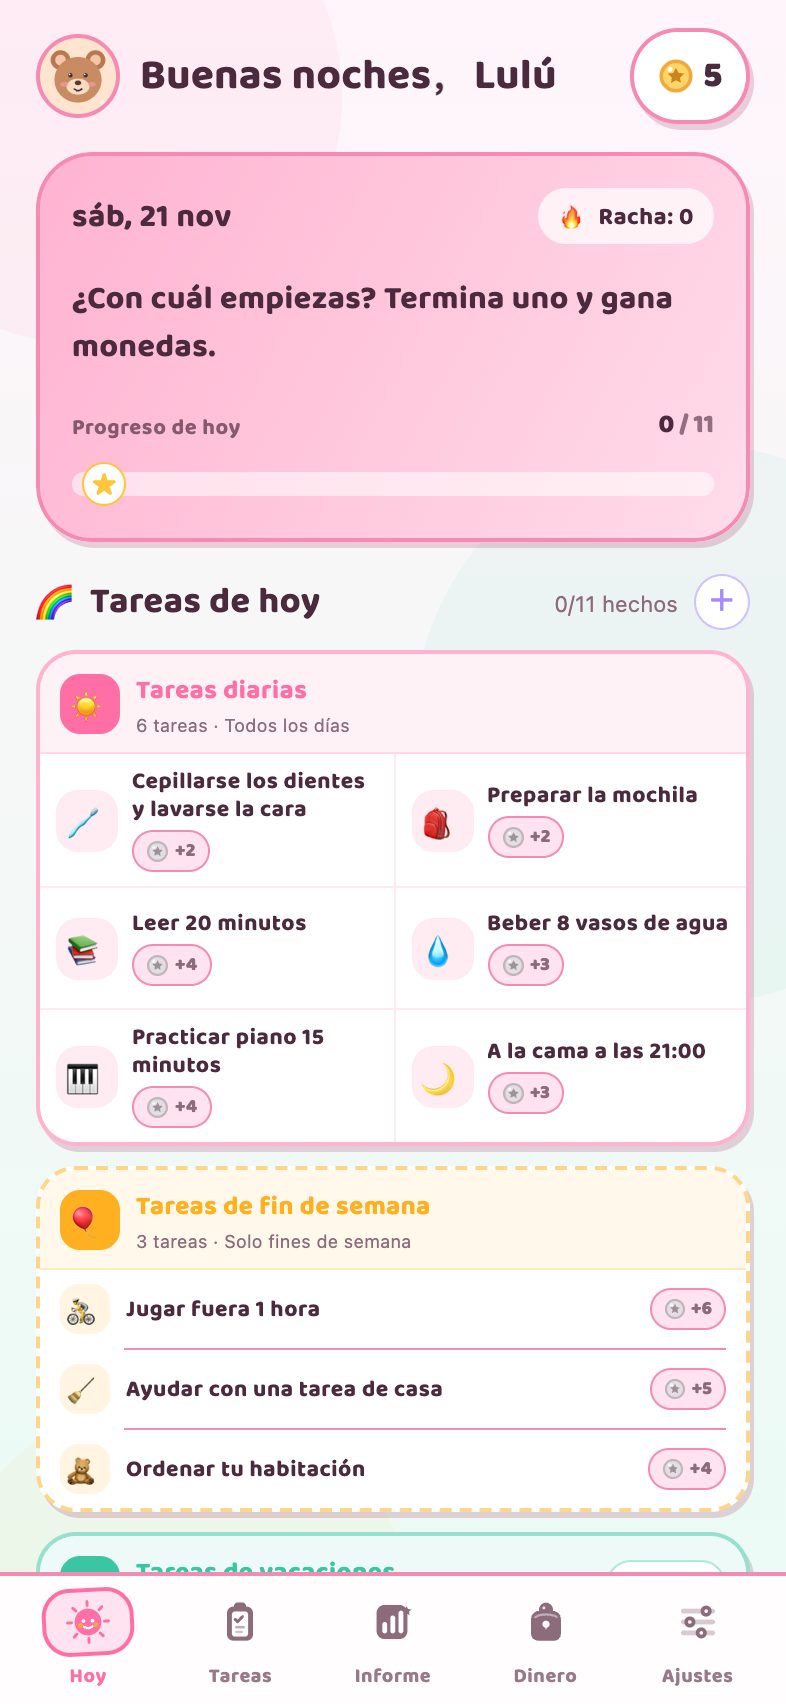 Buenas noches, Lulú
5
sáb, 21 nov
Racha: 0
¿Con cuál empiezas? Termina uno y gana
monedas.
Progreso de hoy
0 / 11
Tareas de hoy
0/11 hechos
Tareas diarias
6 tareas · Todos los días
Cepillarse los dientes
y lavarse la cara
+2
Preparar la mochila
+2
Leer 20 minutos
+4
Beber 8 vasos de agua
+3
Practicar piano 15
minutos
+4
A la cama a las 21:00
+3
Tareas de fin de semana
3 tareas · Solo fines de semana
Jugar fuera 1 hora
+6
Ayudar con una tarea de casa
+5
Ordenar tu habitación
+4
Tareas de vacaciones
Hoy
Tareas
Informe
Dinero
Ajustes